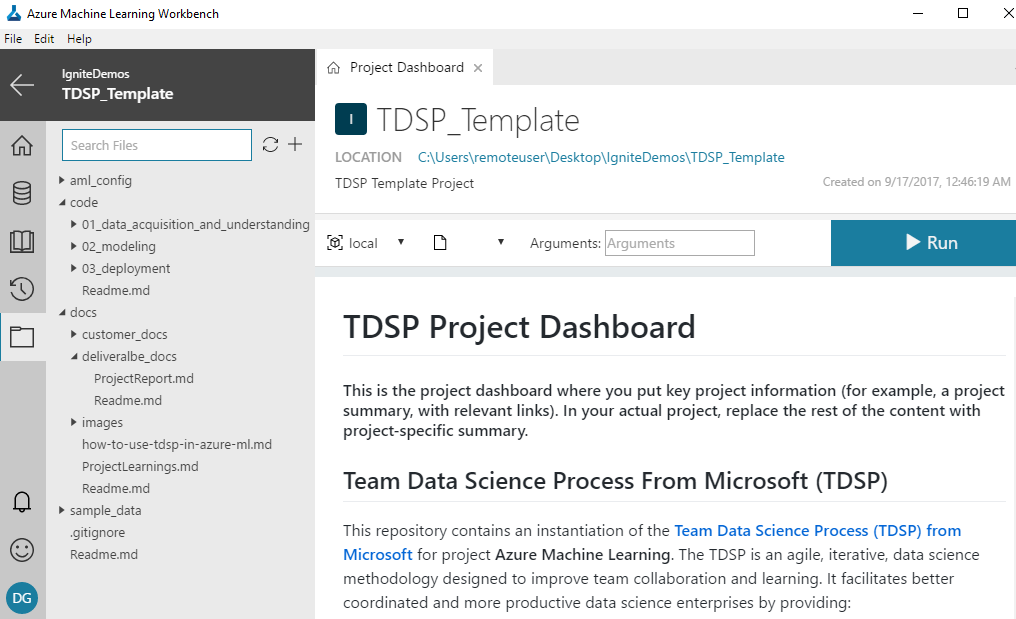 Azure Machine Learning Workbench
File Edit Help
IgniteDemos
TDSP_Template
Search Files
aml_config
code
01_data_acquisition_and_understanding
02_modeling
03_deployment
Readme.md
docs
customer_docs
deliveralbe_docs
ProjectReport.md
Readme.md
images
how-to-use-tdsp-in-azure-ml.md
ProjectLearnings.md
Readme.md
sample_data
.gitignore
Readme.md
DG
Project Dashboard
I TDSP_Template
LOCATION C:\Users\remoteuser\Desktop\IgniteDemos\TDSP_Template
TDSP Template Project
Created on 9/17/2017, 12:46:19 AM
local Arguments: Arguments Run
TDSP Project Dashboard
This is the project dashboard where you put key project information (for example, a project
summary, with relevant links). In your actual project, replace the rest of the content with
project-specific summary.
Team Data Science Process From Microsoft (TDSP)
This repository contains an instantiation of the Team Data Science Process (TDSP) from
Microsoft for project Azure Machine Learning. The TDSP is an agile, iterative, data science
methodology designed to improve team collaboration and learning. It facilitates better
coordinated and more productive data science enterprises by providing: